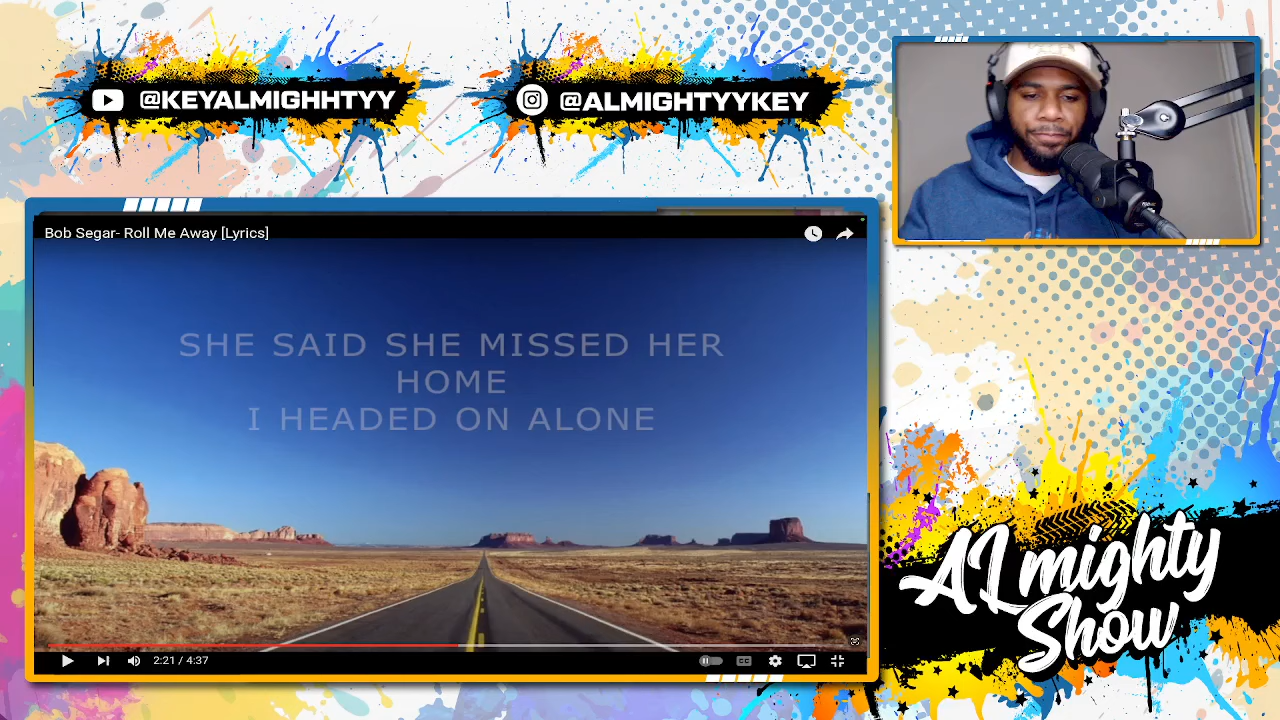 @KEYALMIGHHTYY
@ALMIGHTYYKEY
Bob Segar- Roll Me Away [Lyrics]
SHE SAID SHE MISSED HER
HOME
I HEADED ON ALONE
2:21 / 4:37
CC
ALmighty
Show